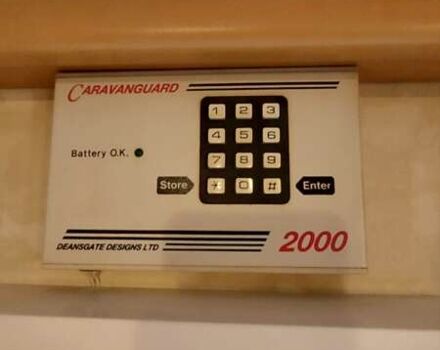 CARAVANGUARD
1 2 3
4 5 6
Battery O.K.
7 8 9
Store * 0 # Enter
DEANSGATE DESIGNS LTD
2000